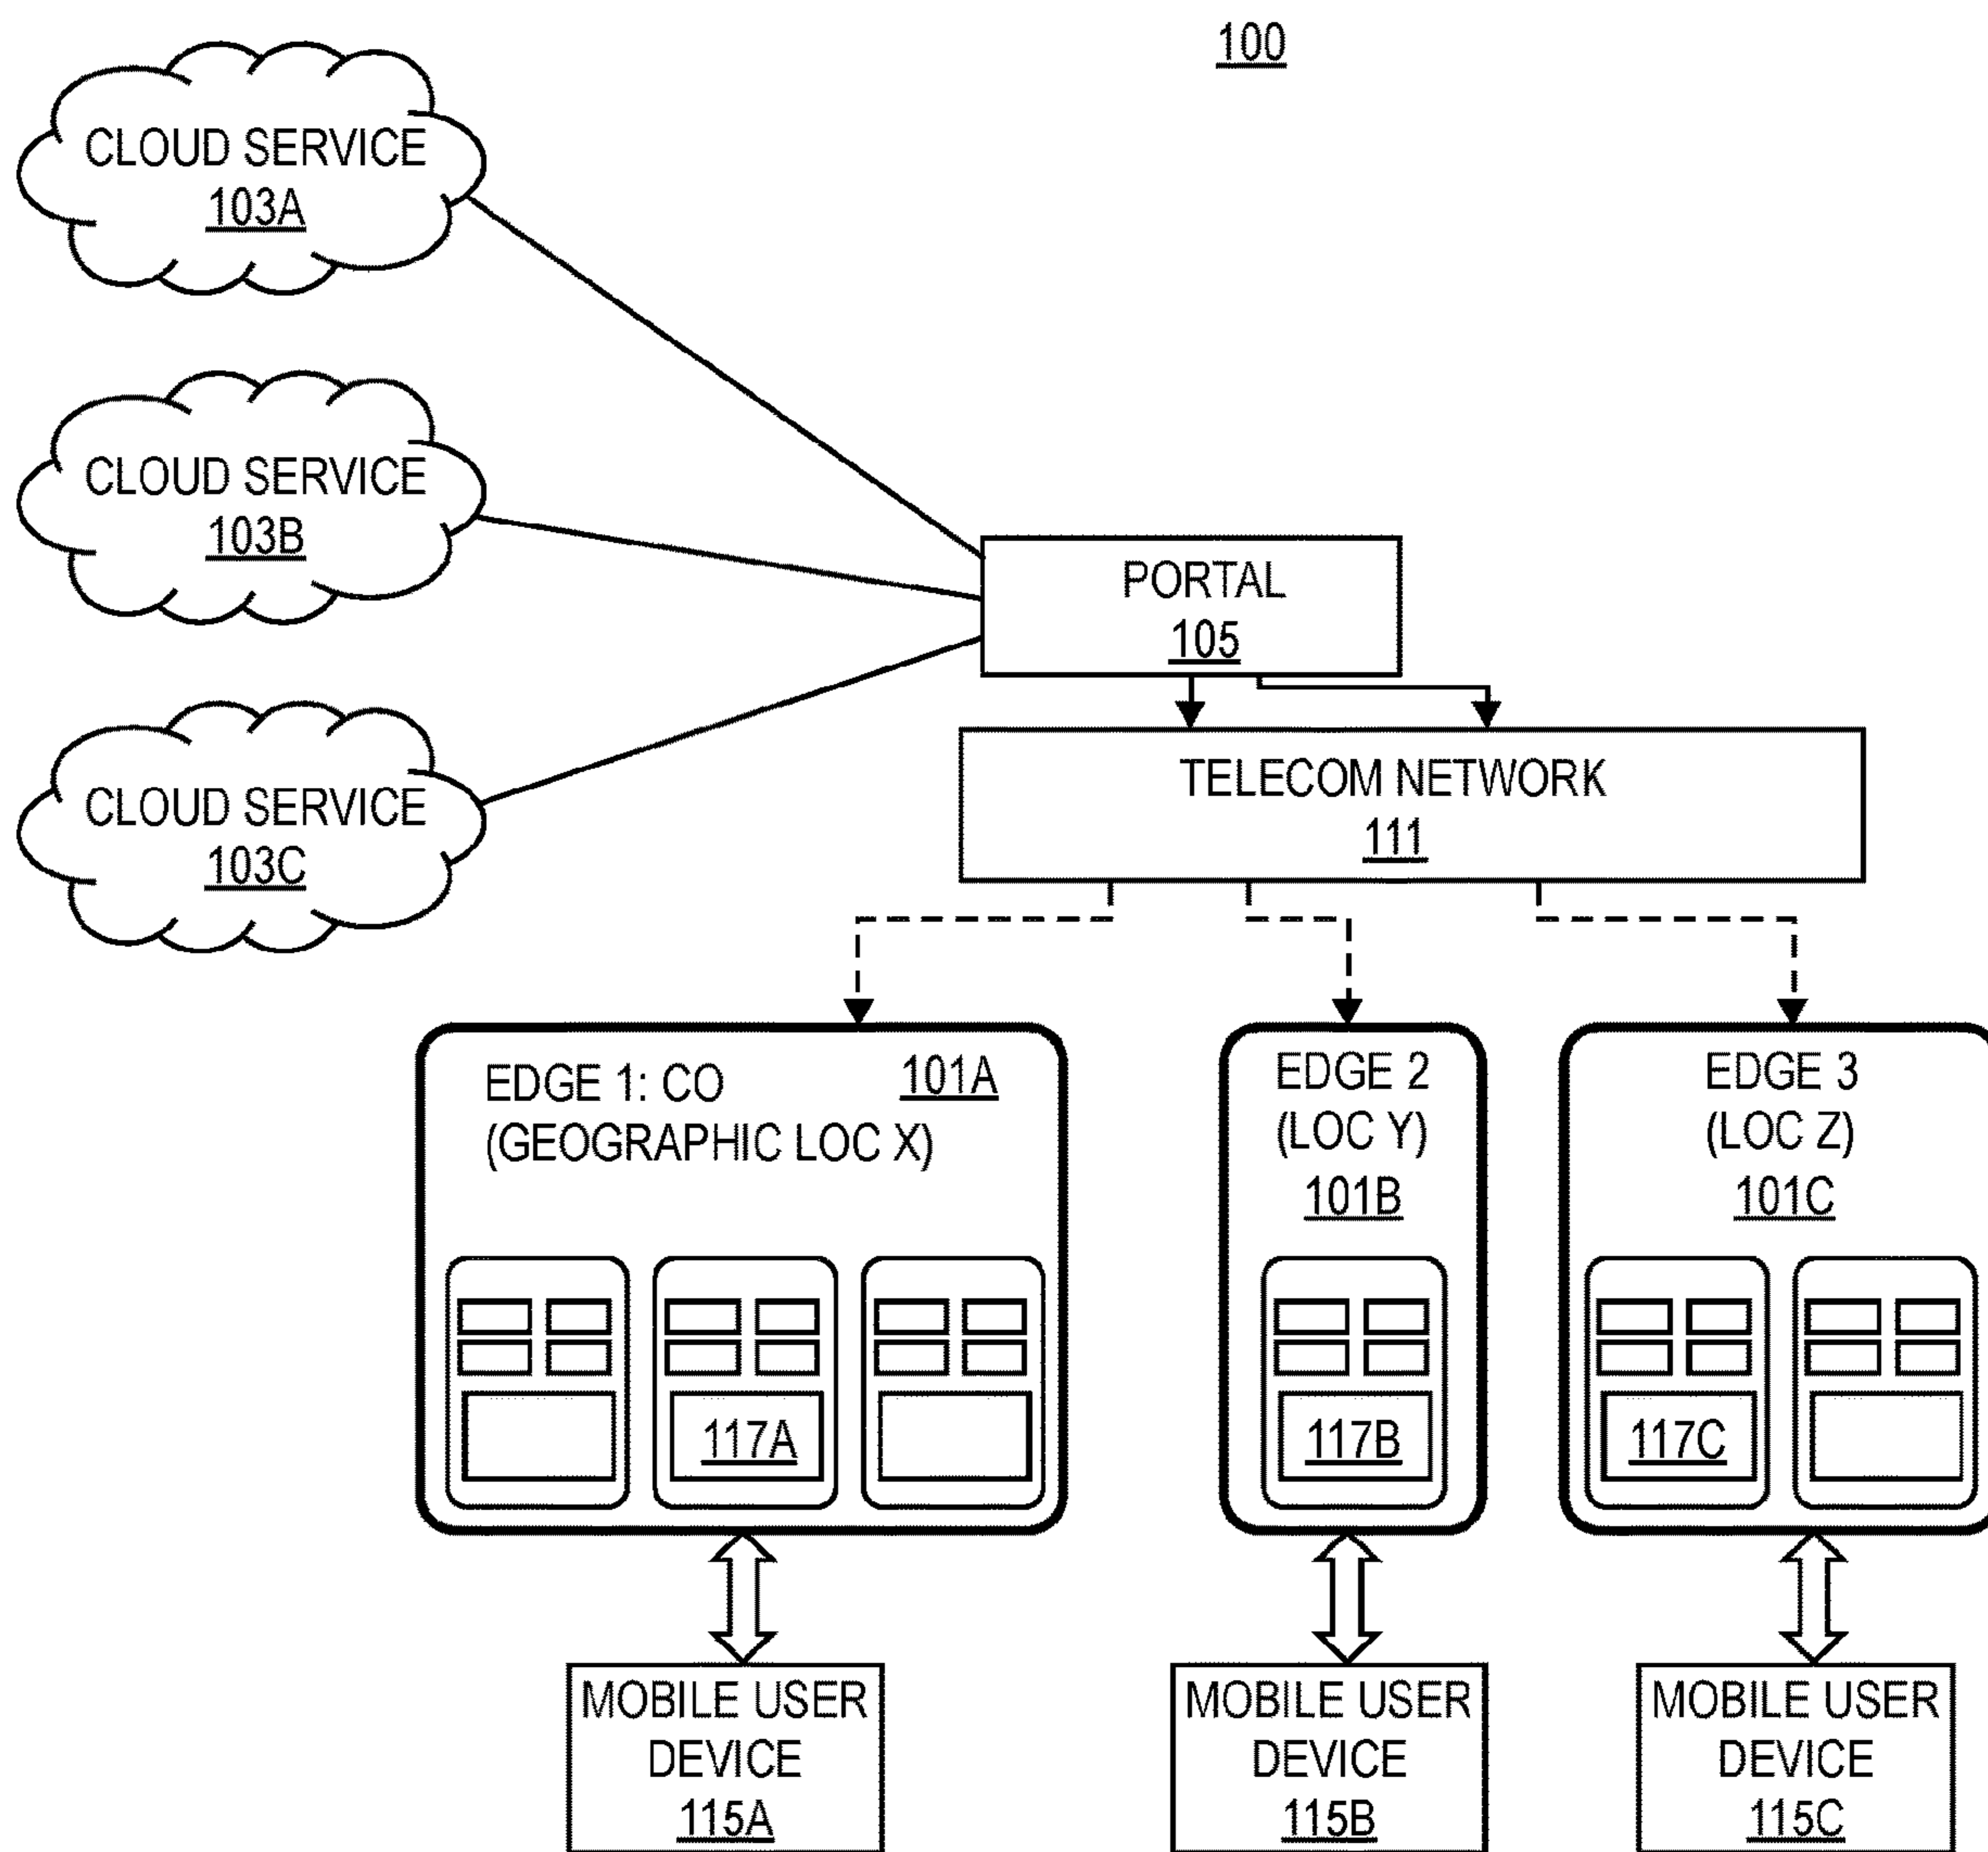 100
CLOUD SERVICE
103A
CLOUD SERVICE
103B
CLOUD SERVICE
103C
PORTAL
105
TELECOM NETWORK
111
EDGE 1: CO
101A
(GEOGRAPHIC LOC X)
EDGE 2
(LOC Y)
101B
EDGE 3
(LOC Z)
101C
117A
117B
117C
MOBILE USER
DEVICE
115A
MOBILE USER
DEVICE
115B
MOBILE USER
DEVICE
115C